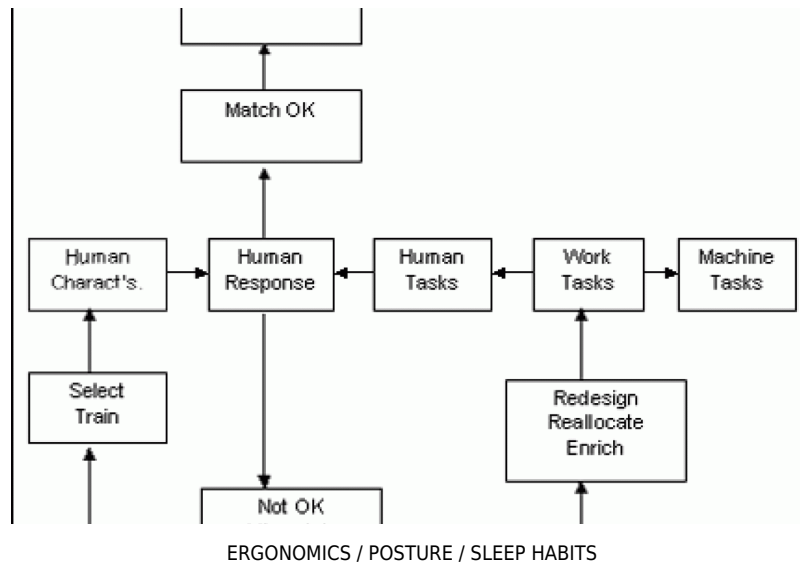 Match OK
Human
Charact's.
Human
Response
Human
Tasks
Work
Tasks
Machine
Tasks
Select
Train
Redesign
Reallocate
Enrich
Not OK
ERGONOMICS / POSTURE / SLEEP HABITS